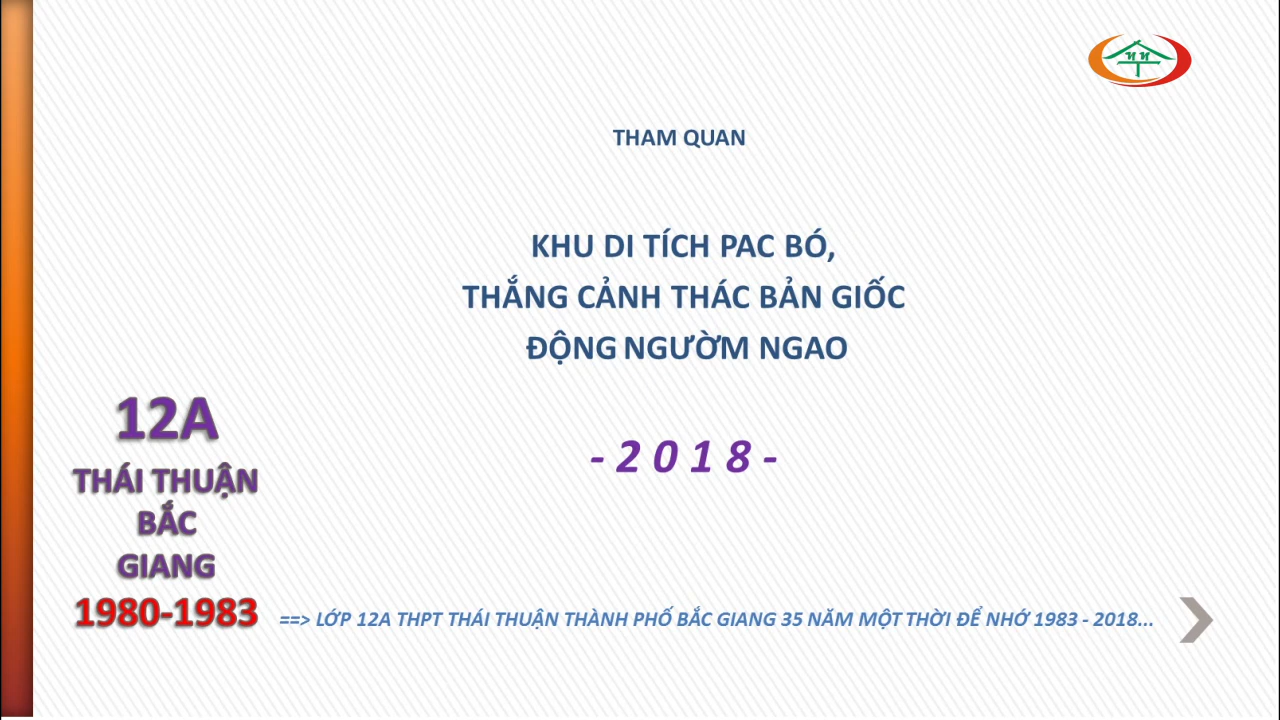 THAM QUAN
KHU DI TÍCH PAC BÓ,
THẮNG CẢNH THÁC BẢN GIỐC
ĐỘNG NGƯỜM NGAO
- 2 0 1 8 -
12A
THÁI THUẬN
BẮC
GIANG
1980-1983
==> LỚP 12A THPT THÁI THUẬN THÀNH PHỐ BẮC GIANG 35 NĂM MỘT THỜI ĐỂ NHỚ 1983 - 2018...